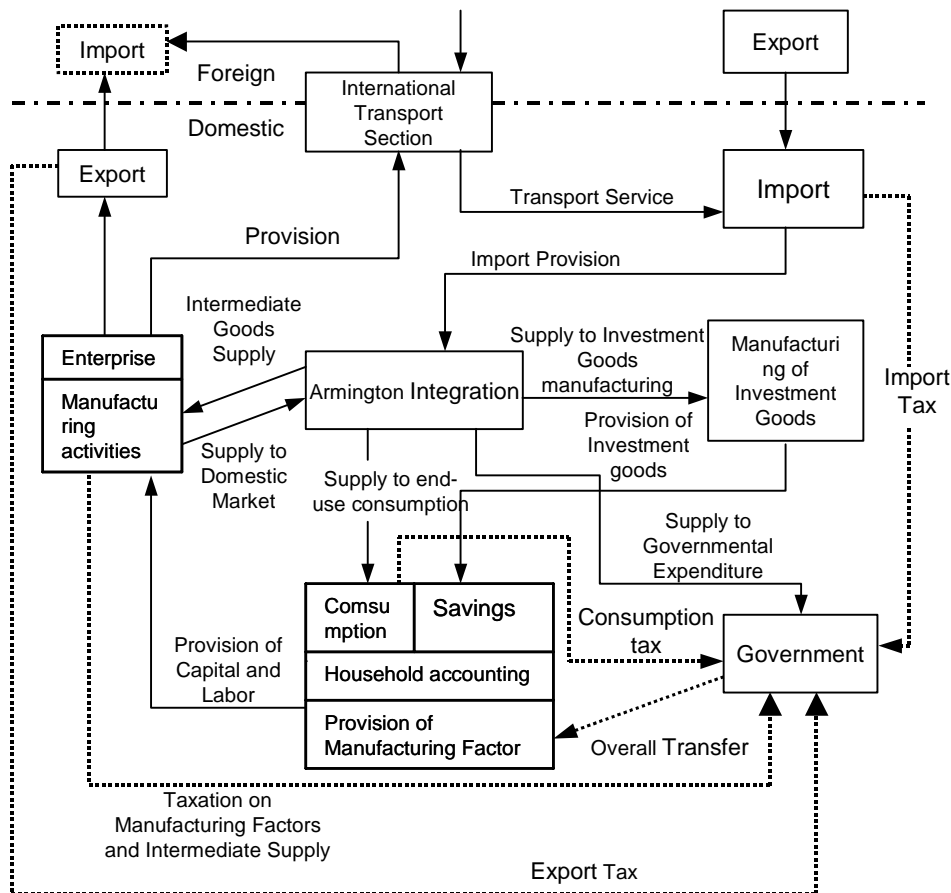 Import
Foreign
Export
International
Transport
Section
Domestic
Export
Import
Transport Service
Provision
Import Provision
Intermediate
Goods
Supply
Supply to Investment
Goods
manufacturing
Manufacturi
ng of
Investment
Goods
Enterprise
Manufactu
ring
activities
Armington Integration
Import
Tax
Provision of
Investment
goods
Supply to
Domestic
Market
Supply to end-
use consumption
Supply to
Governmental
Expenditure
Comsu
mption
Savings
Consumption
tax
Government
Provision of
Capital and
Labor
Household accounting
Provision of
Manufacturing Factor
Overall Transfer
Taxation on
Manufacturing Factors
and Intermediate Supply
Export Tax